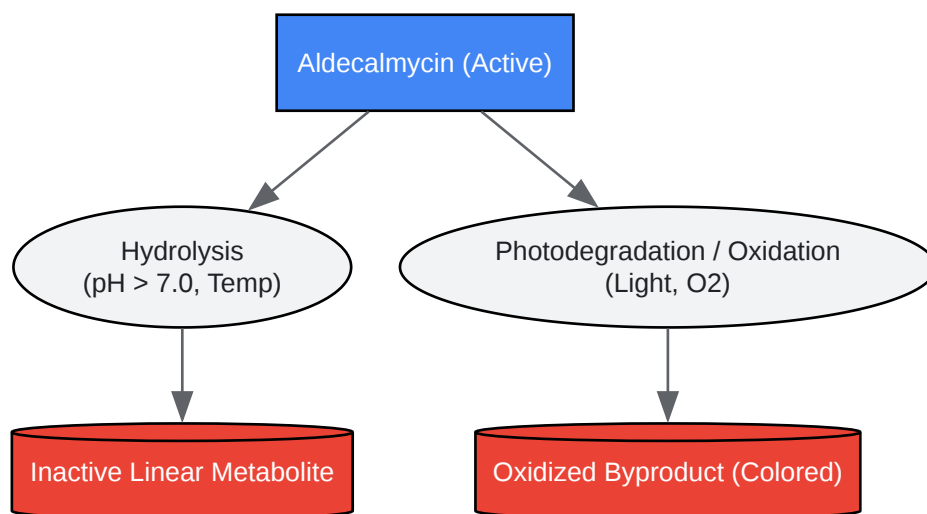 Aldecalmycin (Active)
Hydrolysis
(pH > 7.0, Temp)
Photodegradation / Oxidation
(Light, O2)
Inactive Linear Metabolite
Oxidized Byproduct (Colored)